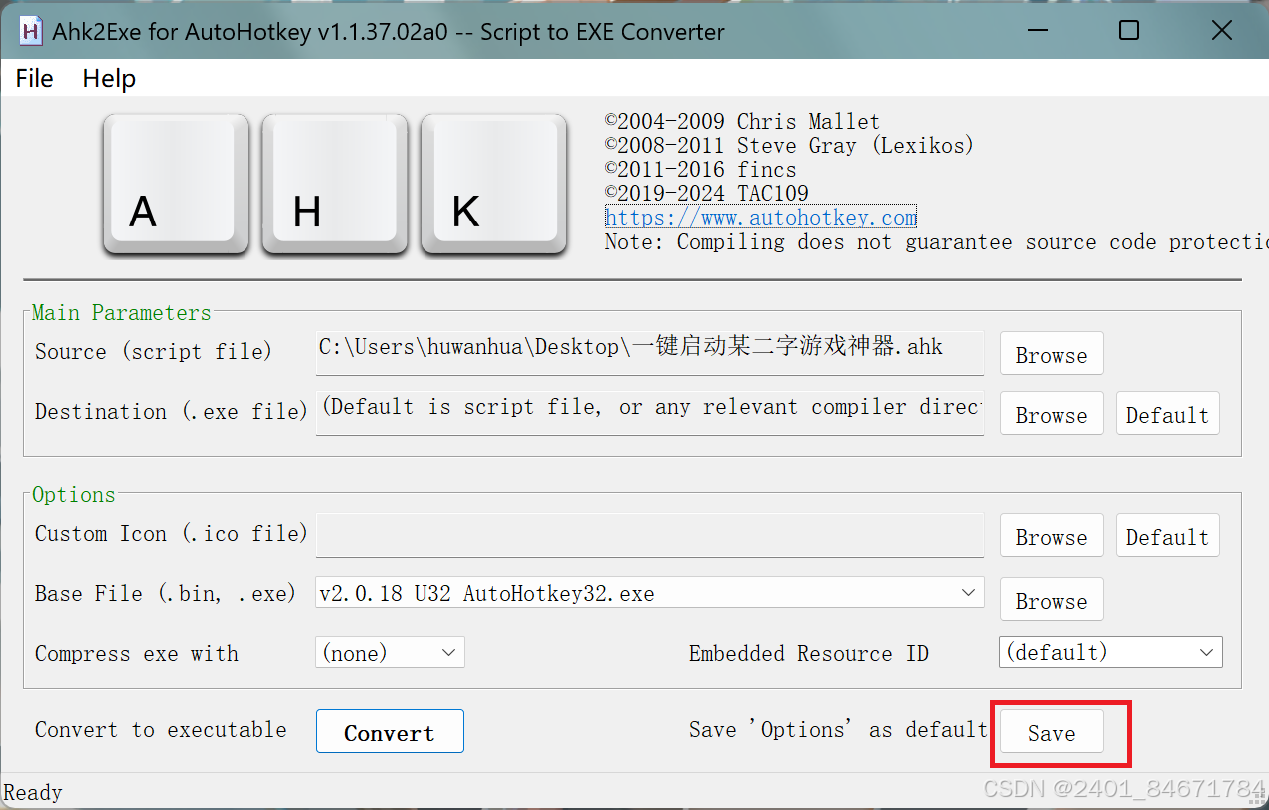 Ahk2Exe for AutoHotkey v1.1.37.02a0 -- Script to EXE Converter
File Help
A H K
©2004-2009 Chris Mallet
©2008-2011 Steve Gray (Lexikos)
©2011-2016 fincs
©2019-2024 TAC109
https://www.autohotkey.com
Note: Compiling does not guarantee source code protectio
Main Parameters
Source (script file) C:\Users\huwanhua\Desktop\一键启动某二字游戏神器.ahk Browse
Destination (.exe file) (Default is script file, or any relevant compiler direc Browse Default
Options
Custom Icon (.ico file) Browse Default
Base File (.bin, .exe) v2.0.18 U32 AutoHotkey32.exe Browse
Compress exe with (none) Embedded Resource ID (default)
Convert to executable Convert Save 'Options' as default Save
Ready
CSDN @2401_84671784